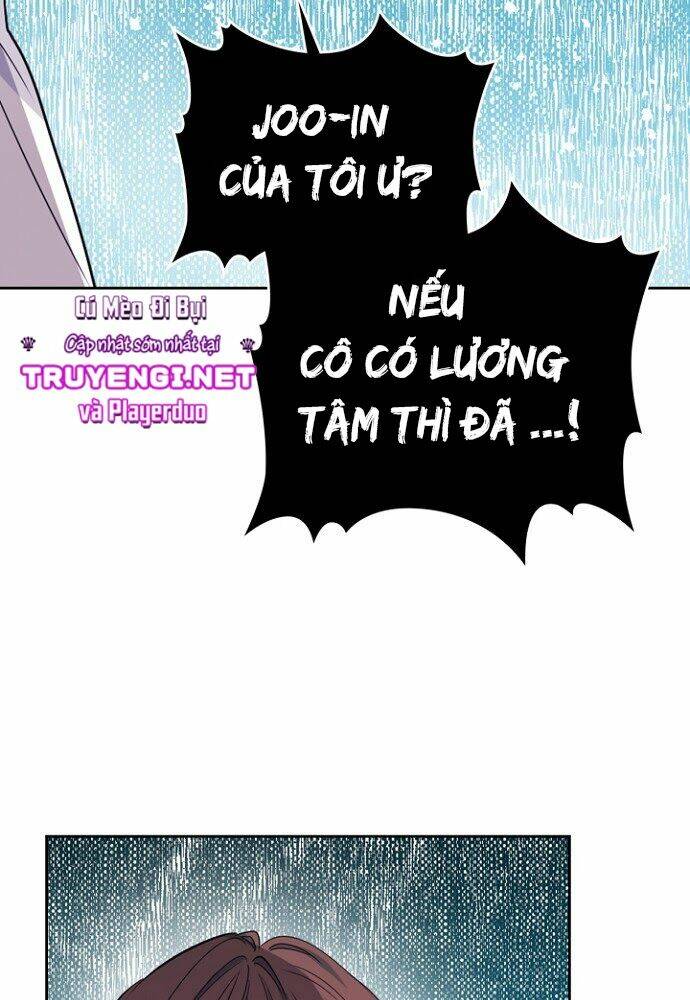 JOO-IN
CỦA TÔI Ư?
NẾU
CÔ CÓ LƯƠNG
TÂM THÌ ĐÃ ...!
Cú Mèo Đi Bụi
Cập nhật sớm nhất tại
TRUYENGI.NET
và Playerduo